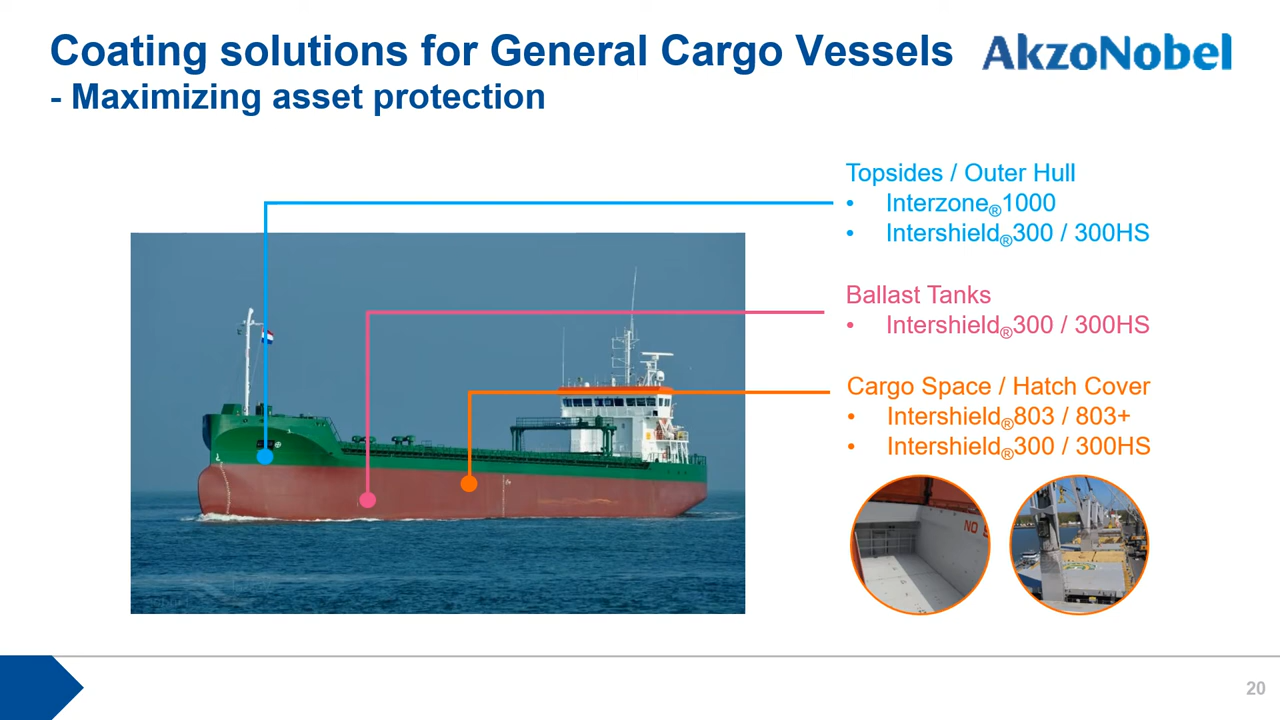 Coating solutions for General Cargo Vessels
- Maximizing asset protection
AkzoNobel
Topsides / Outer Hull
• Interzone®1000
• Intershield®300 / 300HS
Ballast Tanks
• Intershield®300 / 300HS
Cargo Space / Hatch Cover
• Intershield®803 / 803+
• Intershield®300 / 300HS
NO
20